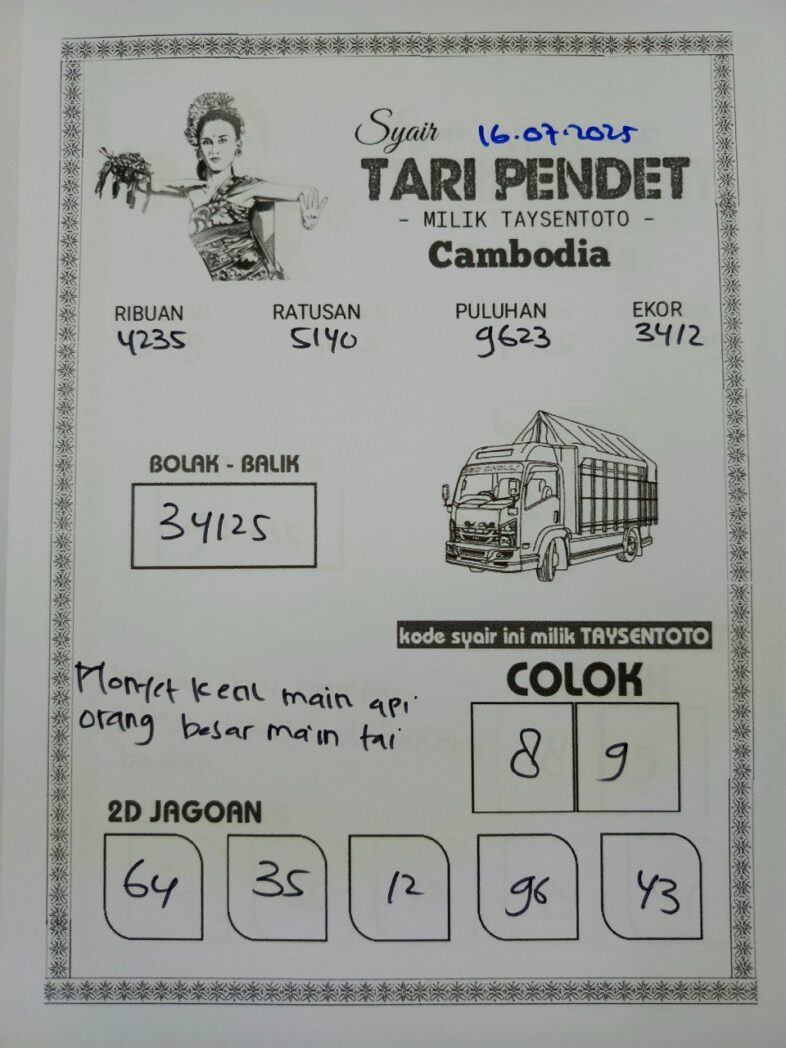 Syair 16.07.2025
TARI PENDET
- MILIK TAYSENTOTO -
Cambodia
RIBUAN RATUSAN PULUHAN EKOR
4235 5140 9623 3412
BOLAK - BALIK
34125
kode syair ini milik TAYSENTOTO
Monyet kecil main api
orang besar main tai
COLOK
8 9
2D JAGOAN
64 35 12 96 43